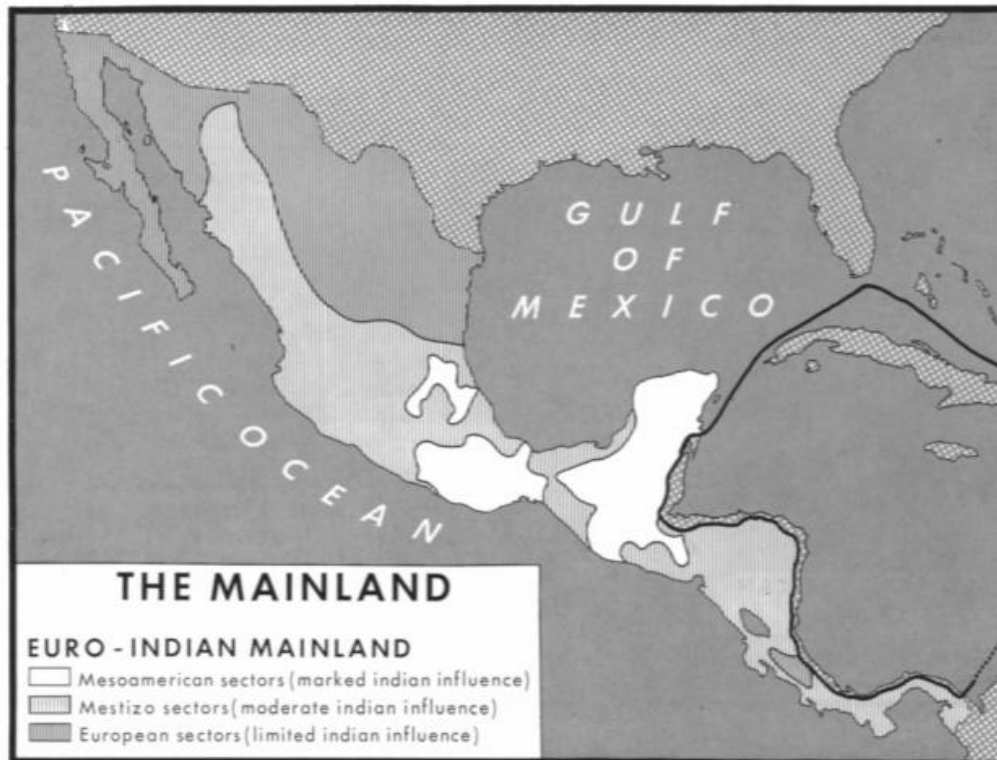 GULF
OF
MEXICO
PACIFIC OCEAN
THE MAINLAND
EURO-INDIAN MAINLAND
Mesoamerican sectors (marked indian influence)
Mestizo sectors (moderate indian influence)
European sectors (limited indian influence)